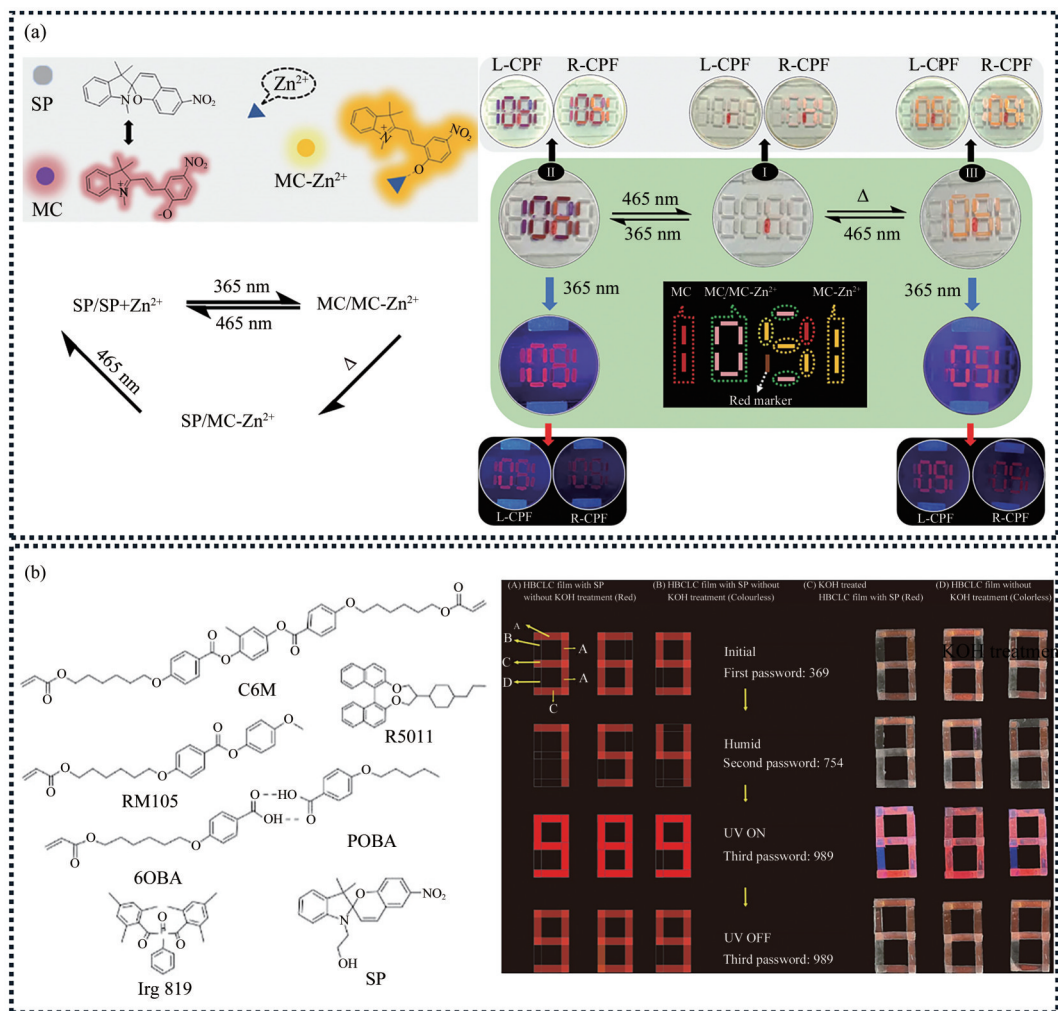 (a)
SP
NO₂
N
O
Zn²⁺
MC
NO₂
N
+
⁻O
MC-Zn²⁺
NO₂
N
+
O
SP/SP+Zn²⁺
365 nm
465 nm
MC/MC-Zn²⁺
465 nm
Δ
SP/MC-Zn²⁺
L-CPF
R-CPF
L-CPF
R-CPF
L-CPF
R-CPF
II
I
III
465 nm
365 nm
Δ
465 nm
365 nm
365 nm
MC
MC/MC-Zn²⁺
MC-Zn²⁺
Red marker
L-CPF
R-CPF
L-CPF
R-CPF
(b)
C6M
R5011
RM105
POBA
6OBA
Irg 819
NO₂
OH
SP
(A) HBCLC film with SP
without KOH treatment (Red)
(B) HBCLC film with SP without
KOH treatment (Colourless)
(C) KOH treated
HBCLC film with SP (Red)
(D) HBCLC film without
KOH treatment (Colorless)
KOH treatmen
A
B
C
D
A
A
C
Initial
First password: 369
Humid
Second password: 754
UV ON
Third password: 989
UV OFF
Third password: 989